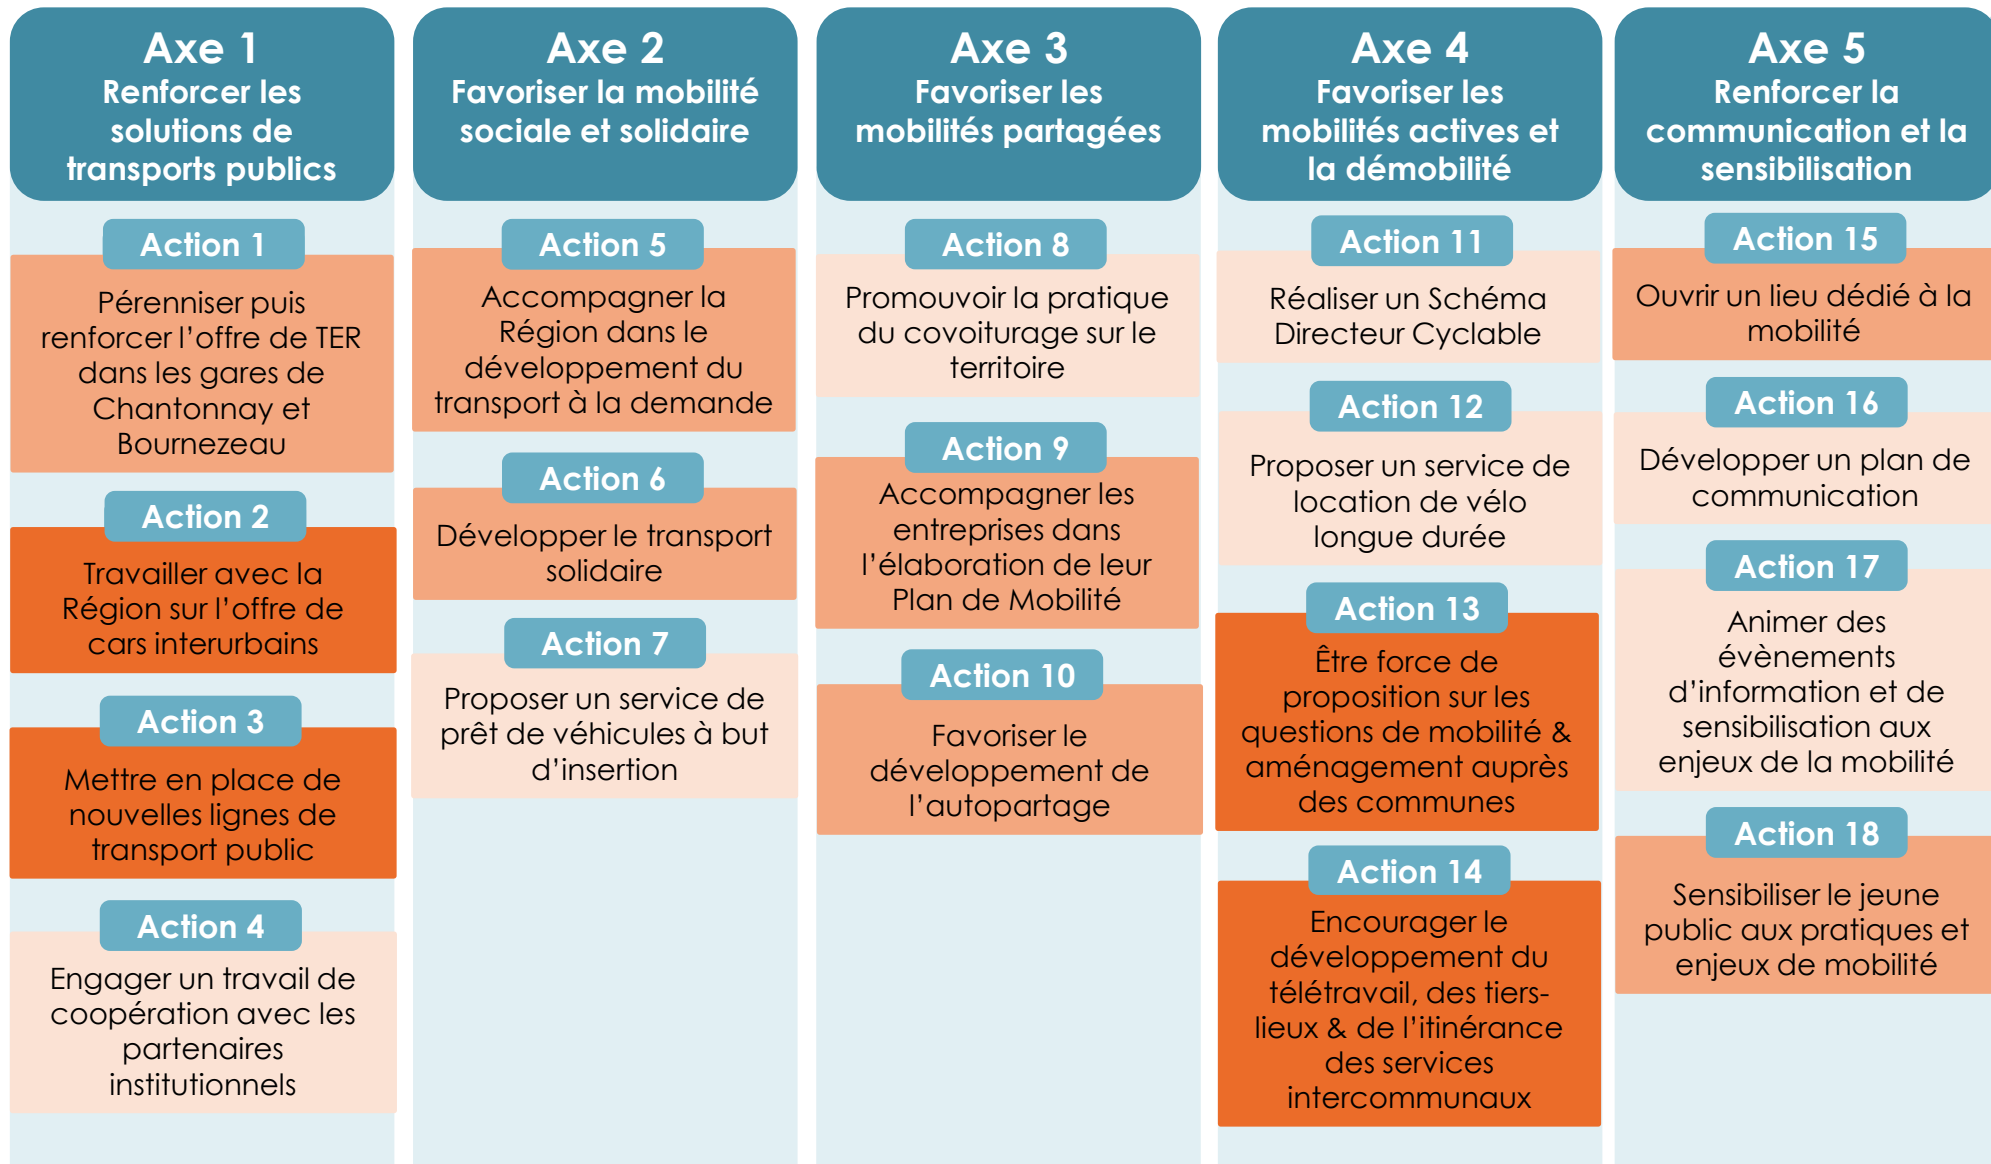 Axe 1
Renforcer les
solutions de
transports publics
Action 1
Pérenniser puis
renforcer l’offre de TER
dans les gares de
Chantonnay et
Bournezeau
Action 2
Travailler avec la
Région sur l’offre de
cars interurbains
Action 3
Mettre en place de
nouvelles lignes de
transport public
Action 4
Engager un travail de
coopération avec les
partenaires
institutionnels
Axe 2
Favoriser la mobilité
sociale et solidaire
Action 5
Accompagner la
Région dans le
développement du
transport à la demande
Action 6
Développer le transport
solidaire
Action 7
Proposer un service de
prêt de véhicules à but
d’insertion
Axe 3
Favoriser les
mobilités partagées
Action 8
Promouvoir la pratique
du covoiturage sur le
territoire
Action 9
Accompagner les
entreprises dans
l’élaboration de leur
Plan de Mobilité
Action 10
Favoriser le
développement de
l’autopartage
Axe 4
Favoriser les
mobilités actives et
la démobilité
Action 11
Réaliser un Schéma
Directeur Cyclable
Action 12
Proposer un service de
location de vélo
longue durée
Action 13
Être force de
proposition sur les
questions de mobilité &
aménagement auprès
des communes
Action 14
Encourager le
développement du
télétravail, des tiers-
lieux & de l’itinérance
des services
intercommunaux
Axe 5
Renforcer la
communication et la
sensibilisation
Action 15
Ouvrir un lieu dédié à la
mobilité
Action 16
Développer un plan de
communication
Action 17
Animer des
évènements
d’information et de
sensibilisation aux
enjeux de la mobilité
Action 18
Sensibiliser le jeune
public aux pratiques et
enjeux de mobilité